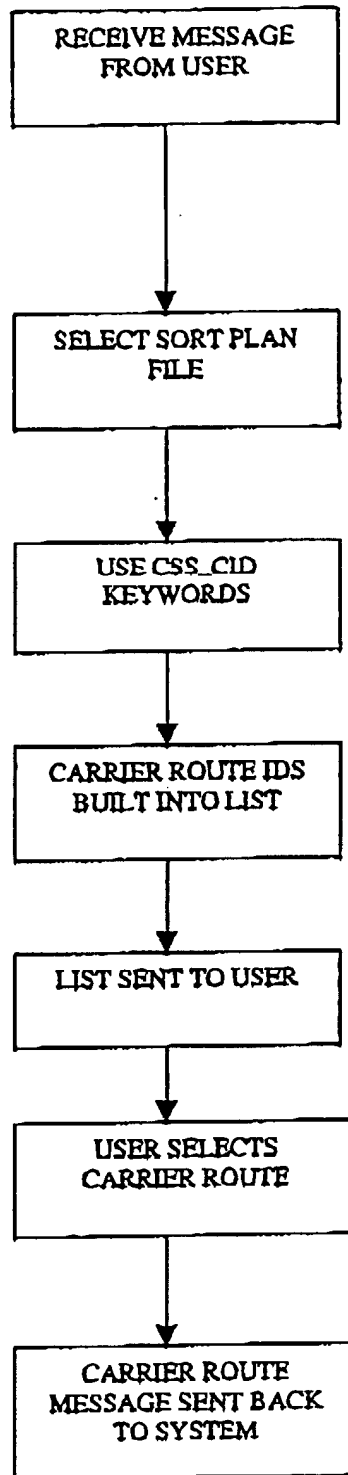 RECEIVE MESSAGE
FROM USER
SELECT SORT PLAN
FILE
USE CSS_CID
KEYWORDS
CARRIER ROUTE IDS
BUILT INTO LIST
LIST SENT TO USER
USER SELECTS
CARRIER ROUTE
CARRIER ROUTE
MESSAGE SENT BACK
TO SYSTEM